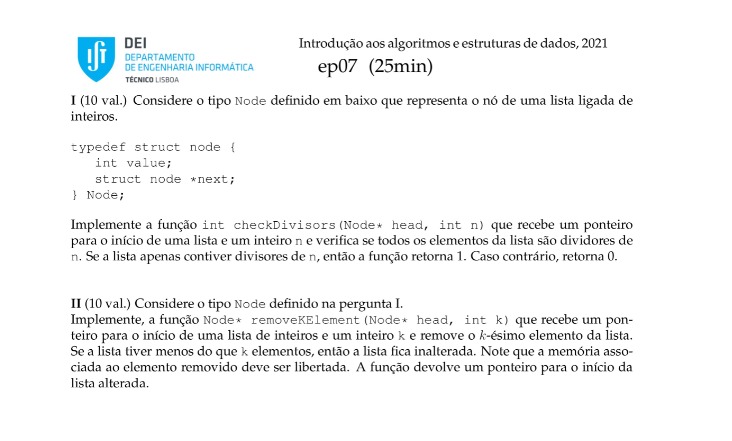 DEI
DEPARTAMENTO
DE ENGENHARIA INFORMÁTICA
TÉCNICO LISBOA
Introdução aos algoritmos e estruturas de dados, 2021
ep07 (25min)
I (10 val.) Considere o tipo Node definido em baixo que representa o nó de uma lista ligada de
inteiros.
typedef struct node {
int value;
struct node *next;
} Node;
Implemente a função int checkDivisors(Node* head, int n) que recebe um ponteiro
para o início de uma lista e um inteiro n e verifica se todos os elementos da lista são dividores de
n. Se a lista apenas contiver divisores de n, então a função retorna 1. Caso contrário, retorna 0.
II (10 val.) Considere o tipo Node definido na pergunta I.
Implemente, a função Node* removeKElement(Node* head, int k) que recebe um pon-
teiro para o início de uma lista de inteiros e um inteiro k e remove o k-ésimo elemento da lista.
Se a lista tiver menos do que k elementos, então a lista fica inalterada. Note que a memória asso-
ciada ao elemento removido deve ser libertada. A função devolve um ponteiro para o início da
lista alterada.